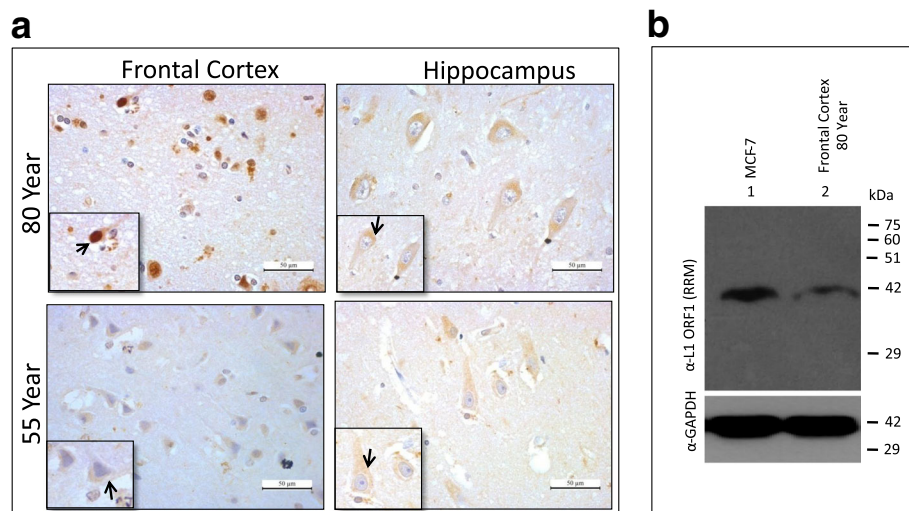 a
Frontal Cortex
Hippocampus
80 Year
50 µm
50 µm
55 Year
50 µm
50 µm
b
MCF-7
Frontal Cortex
80 Year
1
2
kDa
α-L1 ORF1 (RRM)
75
60
51
42
29
α-GAPDH
42
29